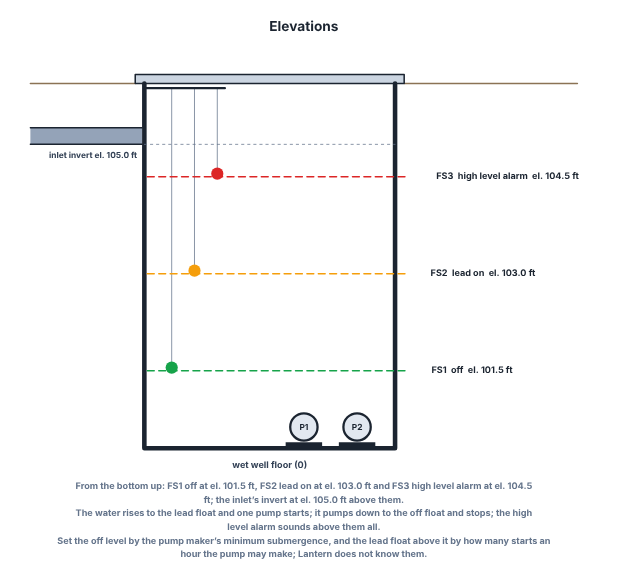 Elevations
inlet invert el. 105.0 ft
FS3 high level alarm el. 104.5 ft
FS2 lead on el. 103.0 ft
FS1 off el. 101.5 ft
P1
P2
wet well floor (0)
From the bottom up: FS1 off at el. 101.5 ft, FS2 lead on at el. 103.0 ft and FS3 high level alarm at el. 104.5
ft; the inlet’s invert at el. 105.0 ft above them.
The water rises to the lead float and one pump starts; it pumps down to the off float and stops; the high
level alarm sounds above them all.
Set the off level by the pump maker’s minimum submergence, and the lead float above it by how many starts an
hour the pump may make; Lantern does not know them.